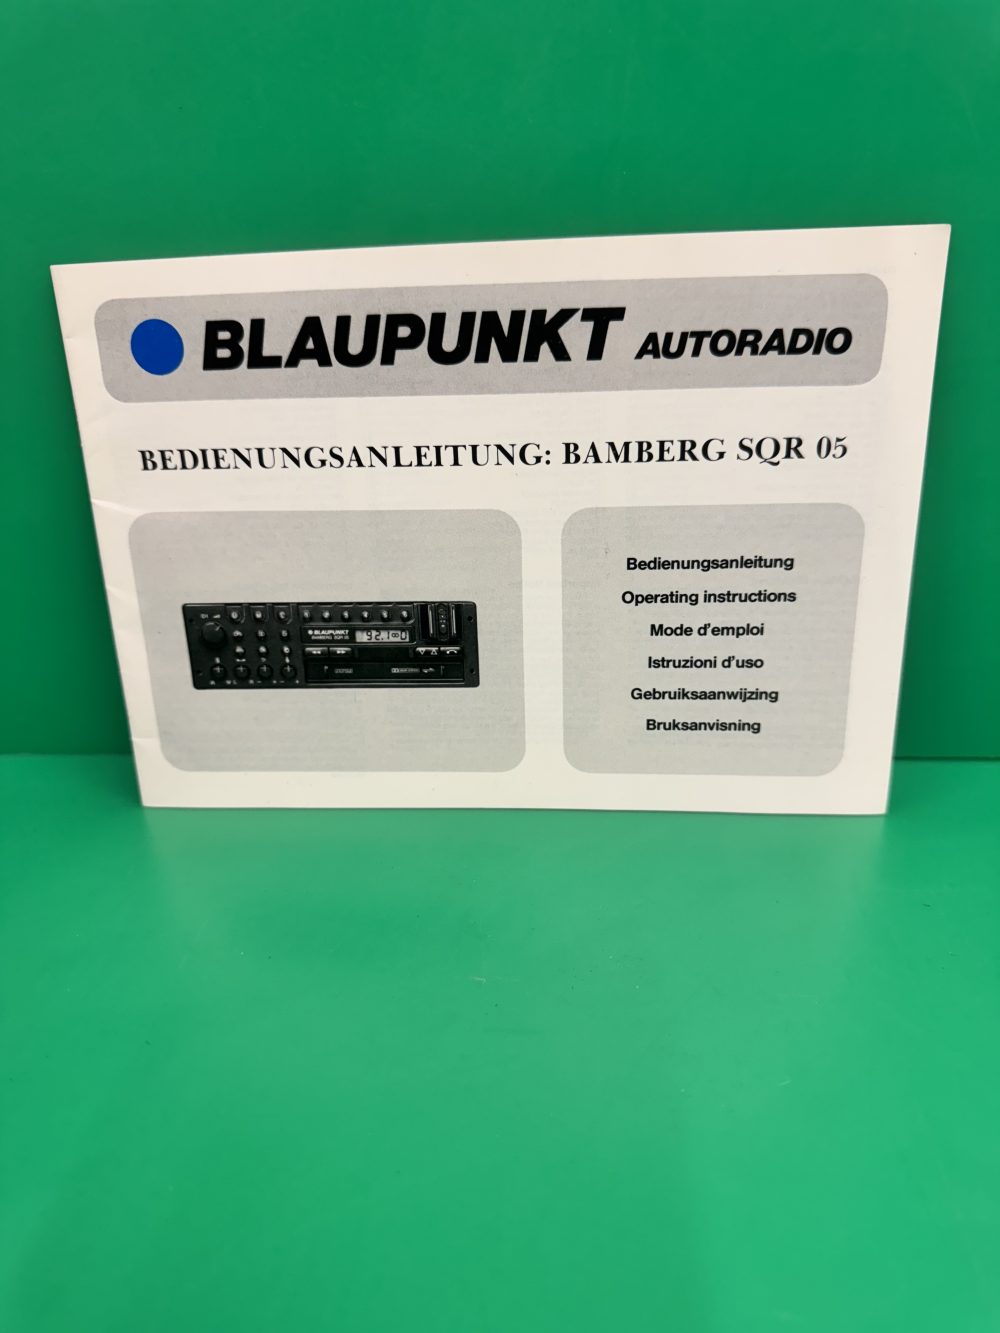 BLAUPUNKT AUTORADIO
BEDIENUNGSANLEITUNG: BAMBERG SQR 05
BLAUPUNKT
BAMBERG SQR 05
92.1
Bedienungsanleitung
Operating instructions
Mode d'emploi
Istruzioni d'uso
Gebruiksaanwijzing
Bruksanvisning